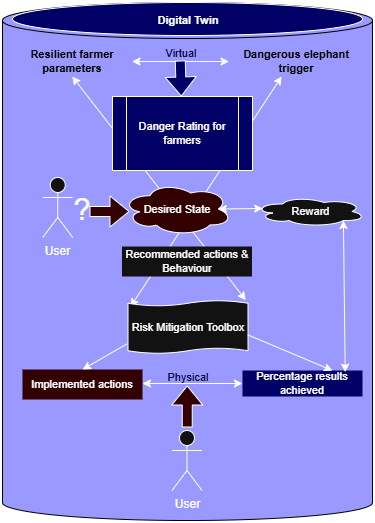 Digital Twin
Resilient farmer
parameters
Virtual
Dangerous elephant
trigger
Danger Rating for
farmers
?
User
Desired State
Reward
Recommended actions &
Behaviour
Risk Mitigation Toolbox
Implemented actions
Physical
Percentage results
achieved
User